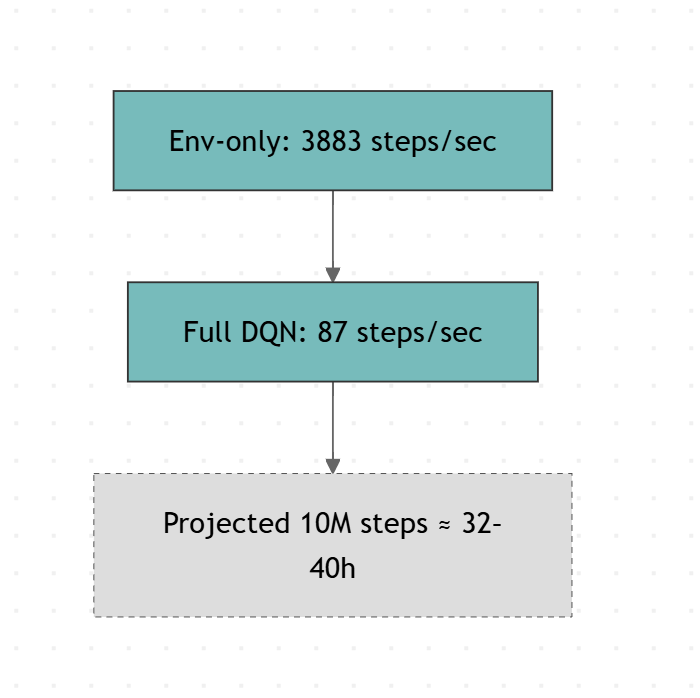 Env-only: 3883 steps/sec
Full DQN: 87 steps/sec
Projected 10M steps ≈ 32–
40h